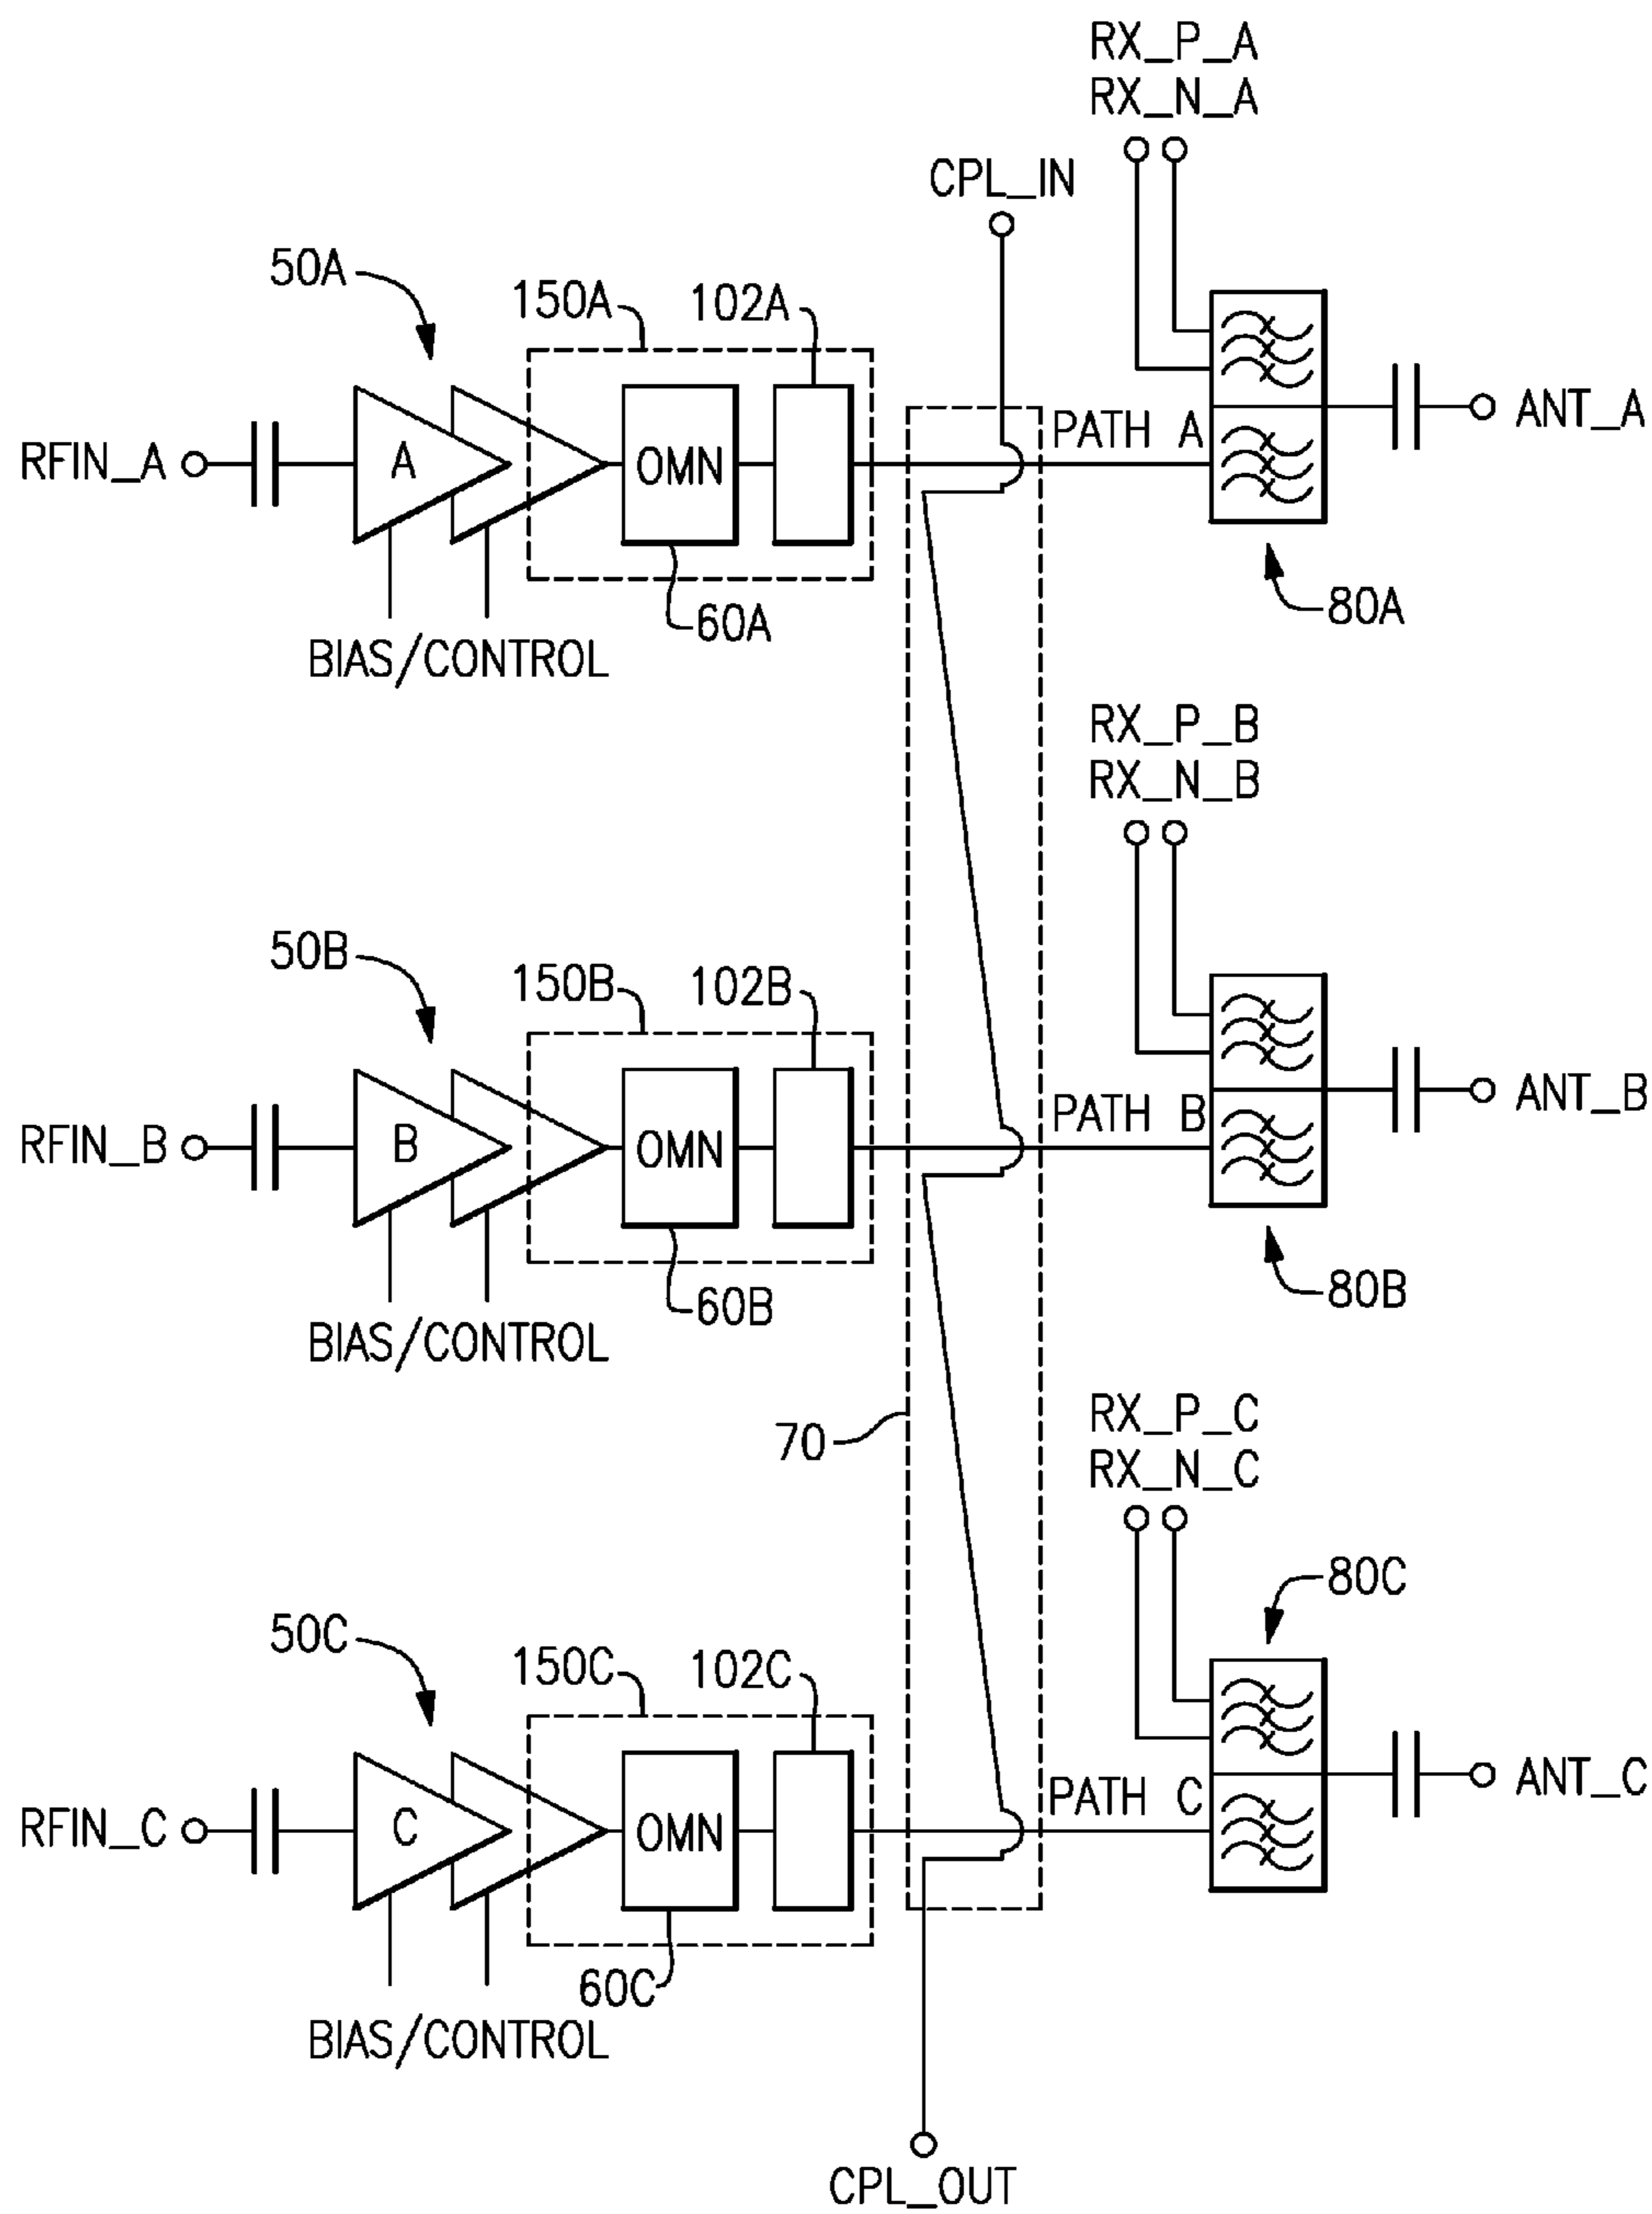 RX_P_A
RX_N_A
CPL_IN
50A
150A
102A
RFIN_A
A
OMN
PATH A
ANT_A
60A
80A
BIAS/CONTROL
RX_P_B
RX_N_B
50B
150B
102B
RFIN_B
B
OMN
PATH B
ANT_B
60B
80B
BIAS/CONTROL
70
RX_P_C
RX_N_C
80C
50C
150C
102C
RFIN_C
C
OMN
PATH C
ANT_C
60C
BIAS/CONTROL
CPL_OUT